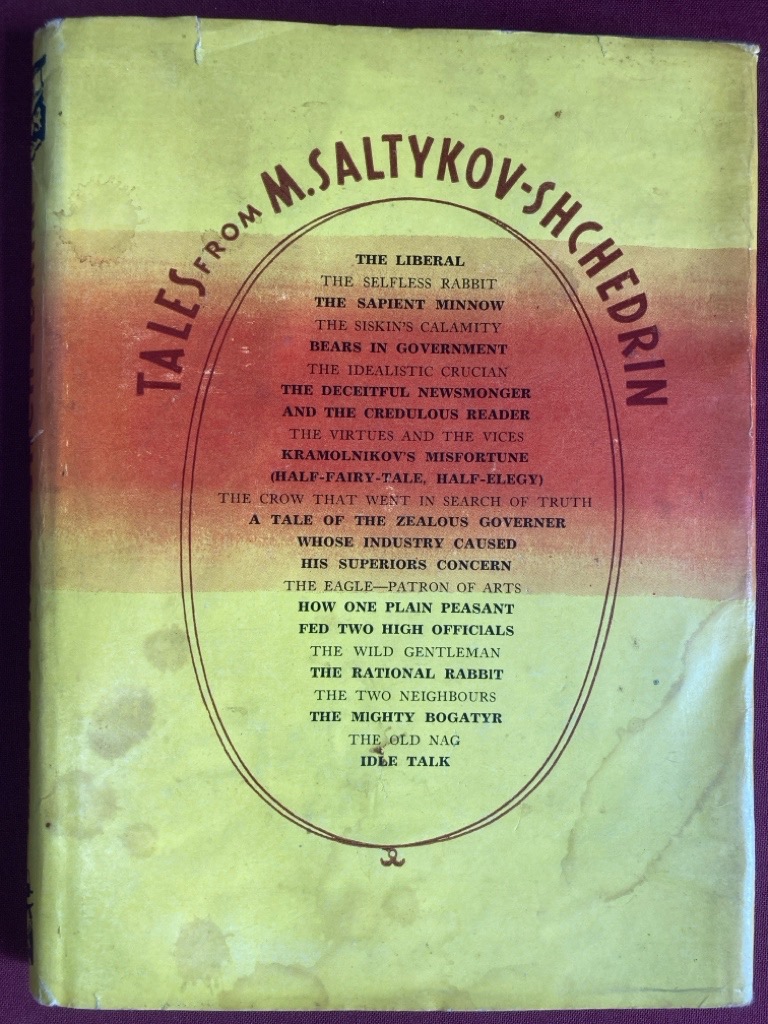 TALES FROM M. SALTYKOV-SHCHEDRIN
THE LIBERAL
THE SELFLESS RABBIT
THE SAPIENT MINNOW
THE SISKIN'S CALAMITY
BEARS IN GOVERNMENT
THE IDEALISTIC CRUCIAN
THE DECEITFUL NEWSMONGER
AND THE CREDULOUS READER
THE VIRTUES AND THE VICES
KRAMOLNIKOV'S MISFORTUNE
(HALF-FAIRY-TALE, HALF-ELEGY)
THE CROW THAT WENT IN SEARCH OF TRUTH
A TALE OF THE ZEALOUS GOVERNER
WHOSE INDUSTRY CAUSED
HIS SUPERIORS CONCERN
THE EAGLE—PATRON OF ARTS
HOW ONE PLAIN PEASANT
FED TWO HIGH OFFICIALS
THE WILD GENTLEMAN
THE RATIONAL RABBIT
THE TWO NEIGHBOURS
THE MIGHTY BOGATYR
THE OLD NAG
IDLE TALK